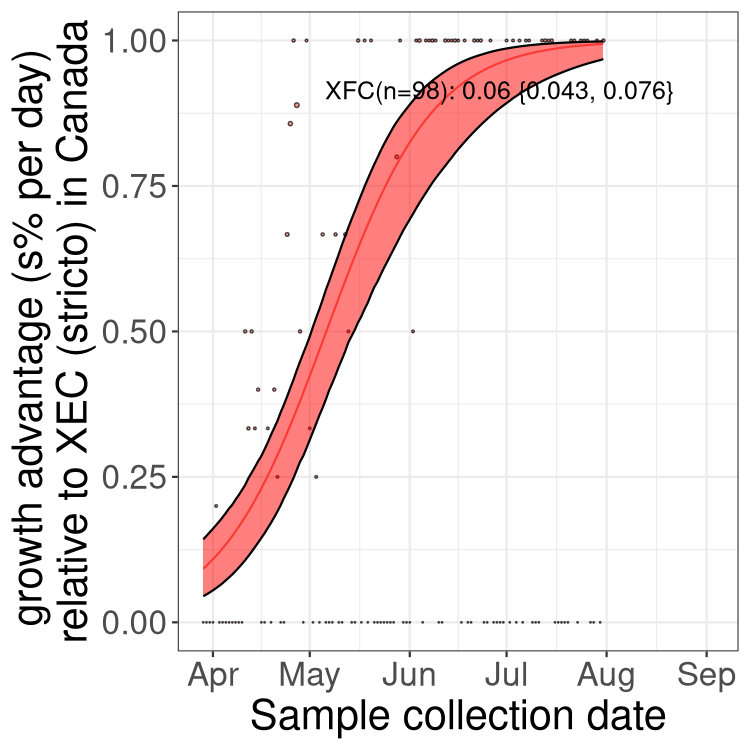 growth advantage (s% per day)
relative to XEC (stricto) in Canada
1.00
0.75
0.50
0.25
0.00
XFC(n=98): 0.06 {0.043, 0.076}
Apr May Jun Jul Aug Sep
Sample collection date